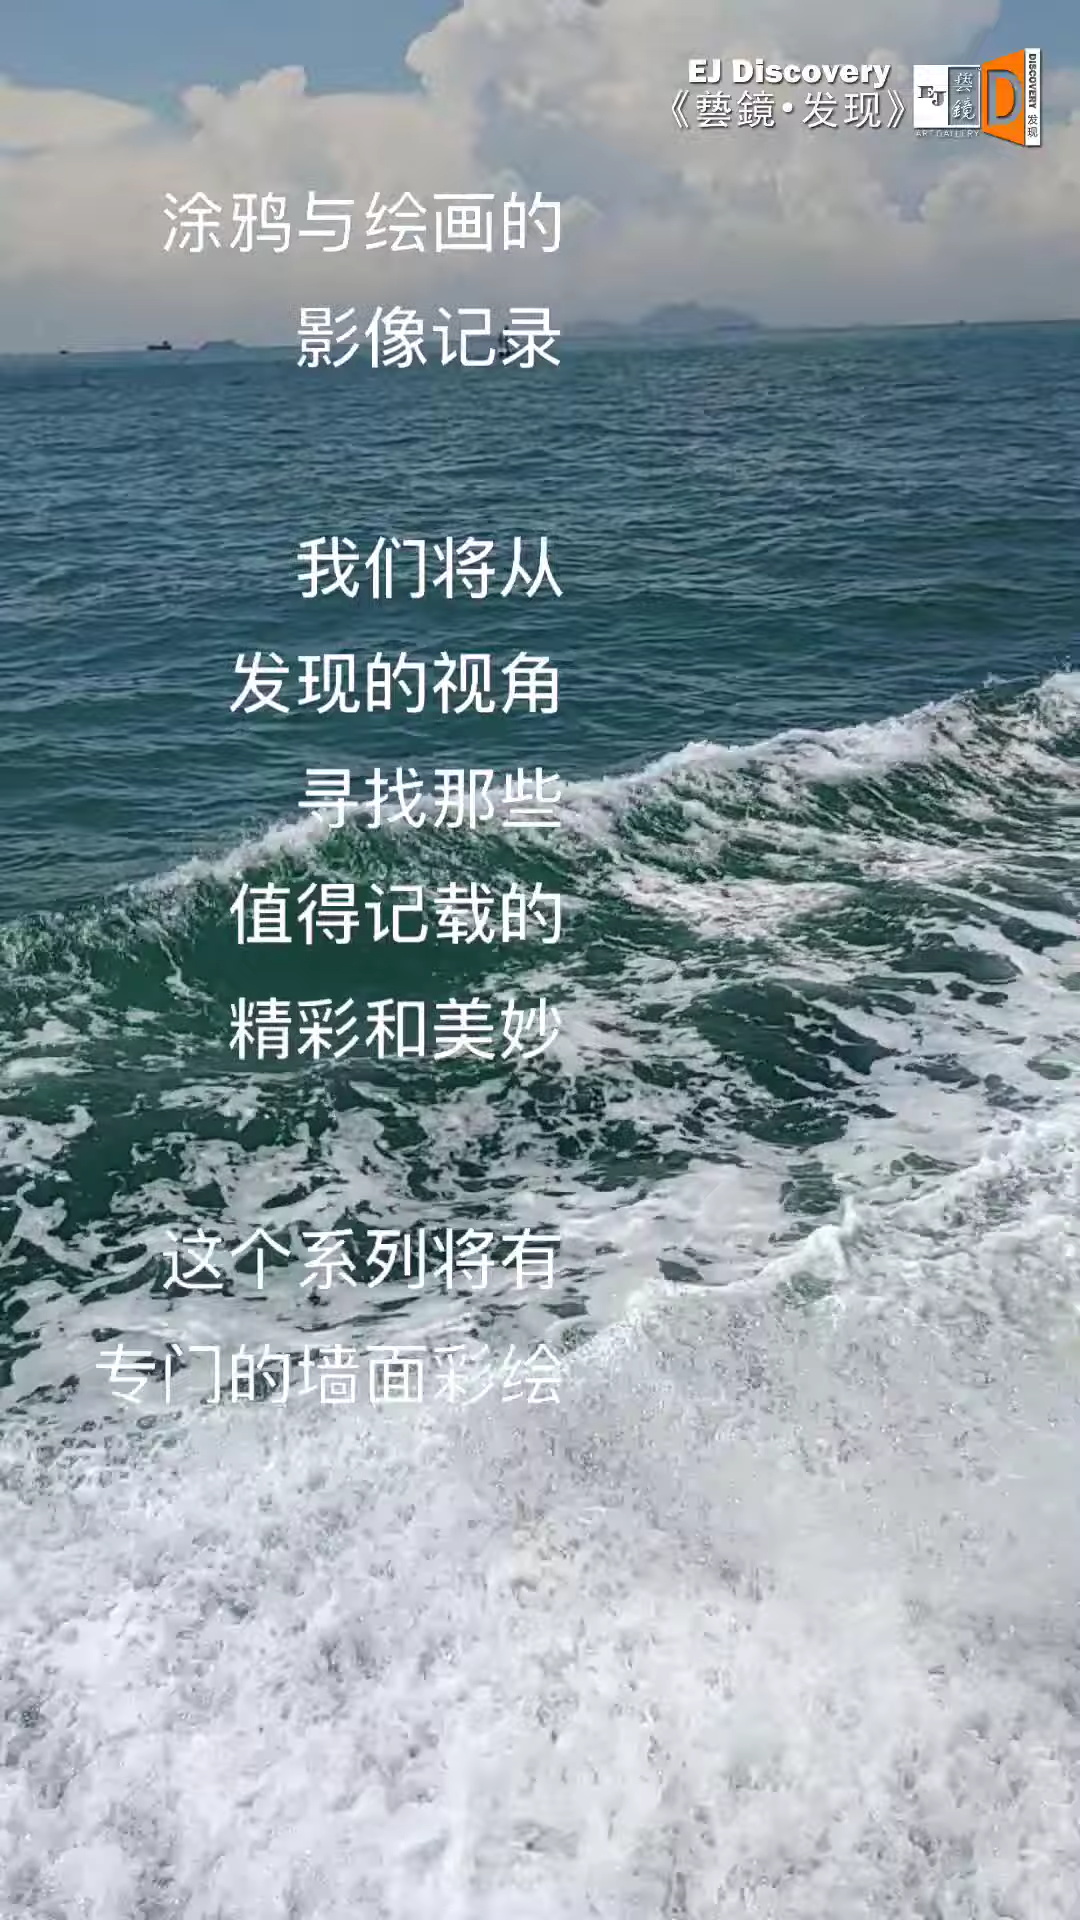 EJ Discovery
《藝鏡·发现》
EJ
藝鏡
ART GALLERY
D
DISCOVERY 发现
涂鸦与绘画的
影像记录
我们将从
发现的视角
寻找那些
值得记载的
精彩和美妙
这个系列将有
专门的墙面彩绘